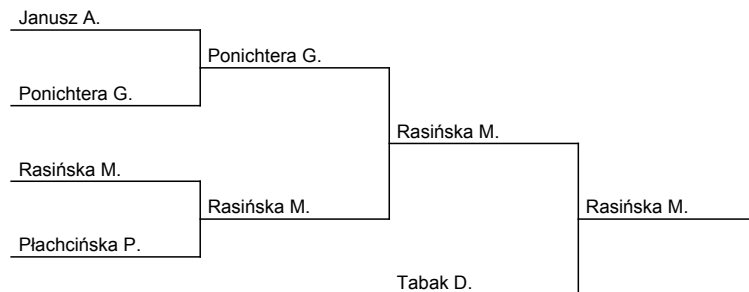 Janusz A.
Ponichtera G.
Ponichtera G.
Rasińska M.
Rasińska M.
Rasińska M.
Rasińska M.
Płachcińska P.
Tabak D.